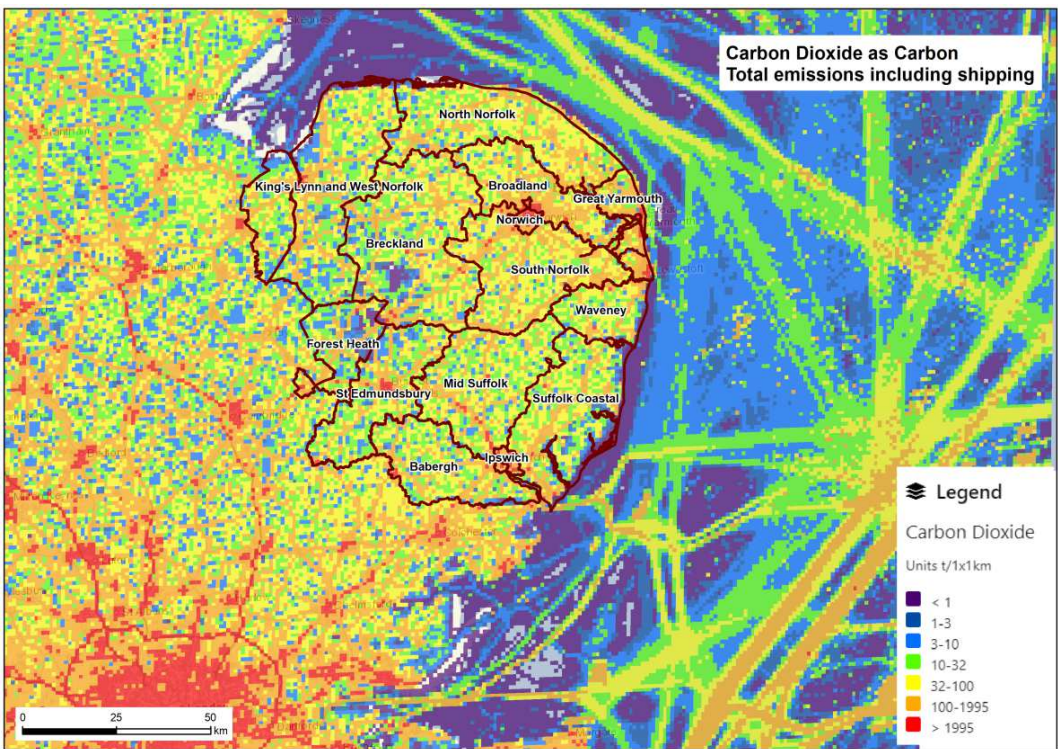 Carbon Dioxide as Carbon
Total emissions including shipping
North Norfolk
King's Lynn and West Norfolk
Broadland
Great Yarmouth
Norwich
Breckland
South Norfolk
Waveney
Forest Heath
Mid Suffolk
St Edmundsbury
Suffolk Coastal
Ipswich
Babergh
Legend
Carbon Dioxide
Units t/1x1km
< 1
1-3
3-10
10-32
32-100
100-1995
> 1995
0 25 50
km